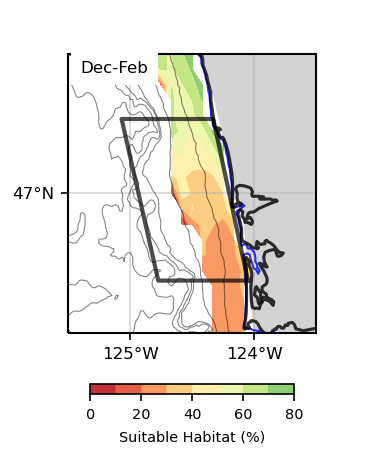 Dec-Feb
47°N
125°W 124°W
0 20 40 60 80
Suitable Habitat (%)